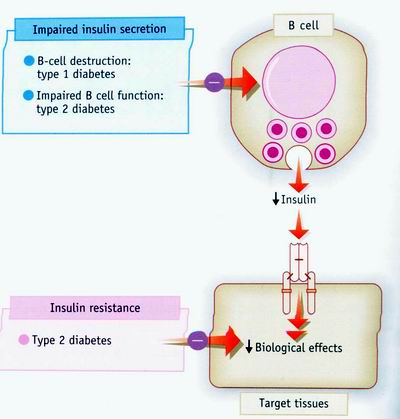 Impaired insulin secretion
B-cell destruction:
type 1 diabetes
Impaired B cell function:
type 2 diabetes
B cell
−
↓ Insulin
Insulin resistance
Type 2 diabetes
−
↓ Biological effects
Target tissues